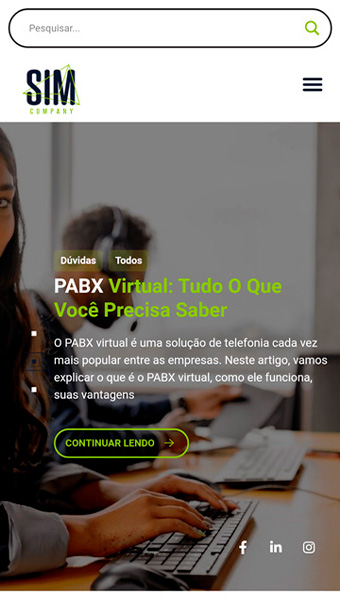 Pesquisar...
SIM
COMPANY
Dúvidas Todos
PABX Virtual: Tudo O Que
Você Precisa Saber
O PABX virtual é uma solução de telefonia cada vez
mais popular entre as empresas. Neste artigo, vamos
explicar o que é o PABX virtual, como ele funciona,
suas vantagens
CONTINUAR LENDO